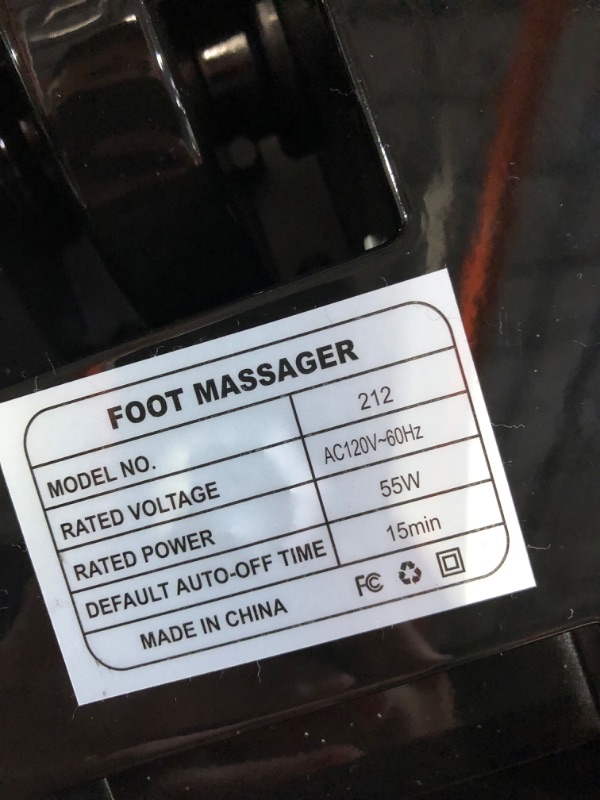 FOOT MASSAGER
MODEL NO. 212
RATED VOLTAGE AC120V~60Hz
RATED POWER 55W
DEFAULT AUTO-OFF TIME 15min
MADE IN CHINA FC